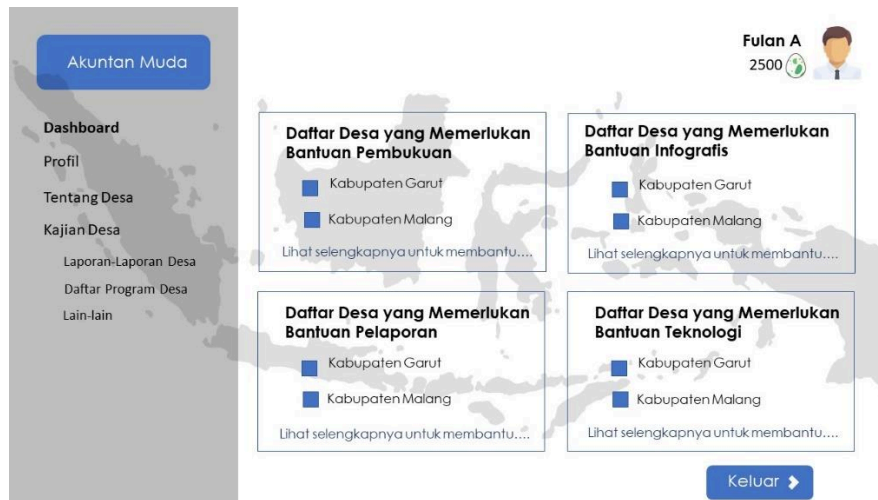 Akuntan Muda
Fulan A
2500
Dashboard
Profil
Tentang Desa
Kajian Desa
Laporan-Laporan Desa
Daftar Program Desa
Lain-lain
Daftar Desa yang Memerlukan
Bantuan Pembukuan
Kabupaten Garut
Kabupaten Malang
Lihat selengkapnya untuk membantu....
Daftar Desa yang Memerlukan
Bantuan Infografis
Kabupaten Garut
Kabupaten Malang
Lihat selengkapnya untuk membantu....
Daftar Desa yang Memerlukan
Bantuan Pelaporan
Kabupaten Garut
Kabupaten Malang
Lihat selengkapnya untuk membantu....
Daftar Desa yang Memerlukan
Bantuan Teknologi
Kabupaten Garut
Kabupaten Malang
Lihat selengkapnya untuk membantu....
Keluar